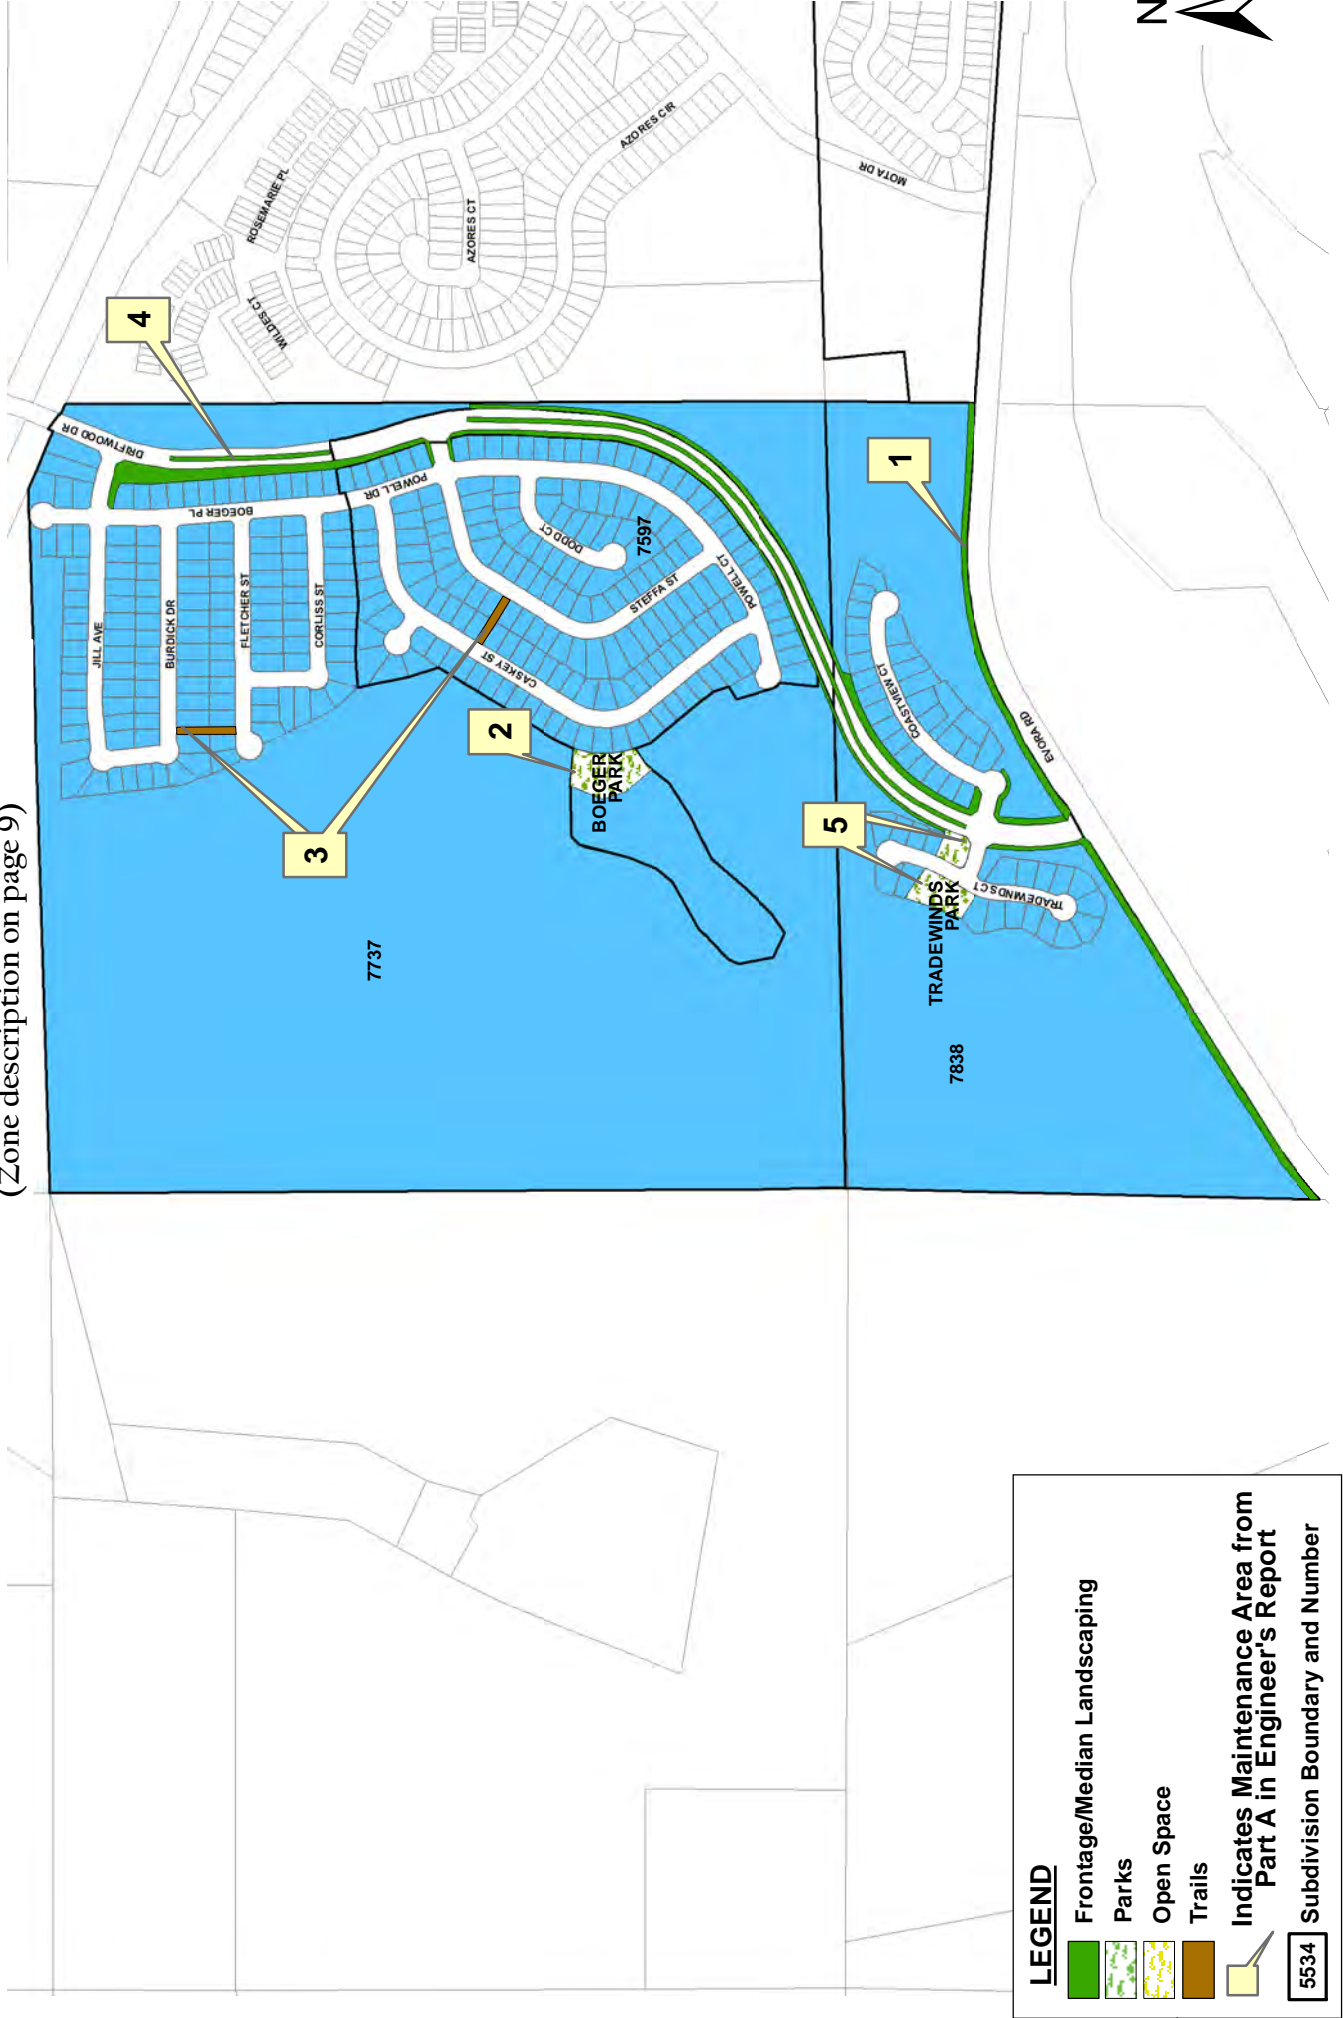 (Zone description on page 9)
N
ROSEMARIE PL
WILDES CT
AZORES CT
AZORES CIR
MOTA DR
4
DRIFTWOOD DR
BOEGER PL
POWELL DR
JILL AVE
BURDICK DR
FLETCHER ST
CORLISS ST
DODD CT
7597
STEFFA ST
POWELL CT
CASKEY ST
1
COASTVIEW CT
EVORA RD
2
BOEGER
PARK
3
5
TRADEWINDS
PARK
TRADEWINDS CT
7737
7838
LEGEND
Frontage/Median Landscaping
Parks
Open Space
Trails
Indicates Maintenance Area from
Part A in Engineer's Report
5534 Subdivision Boundary and Number